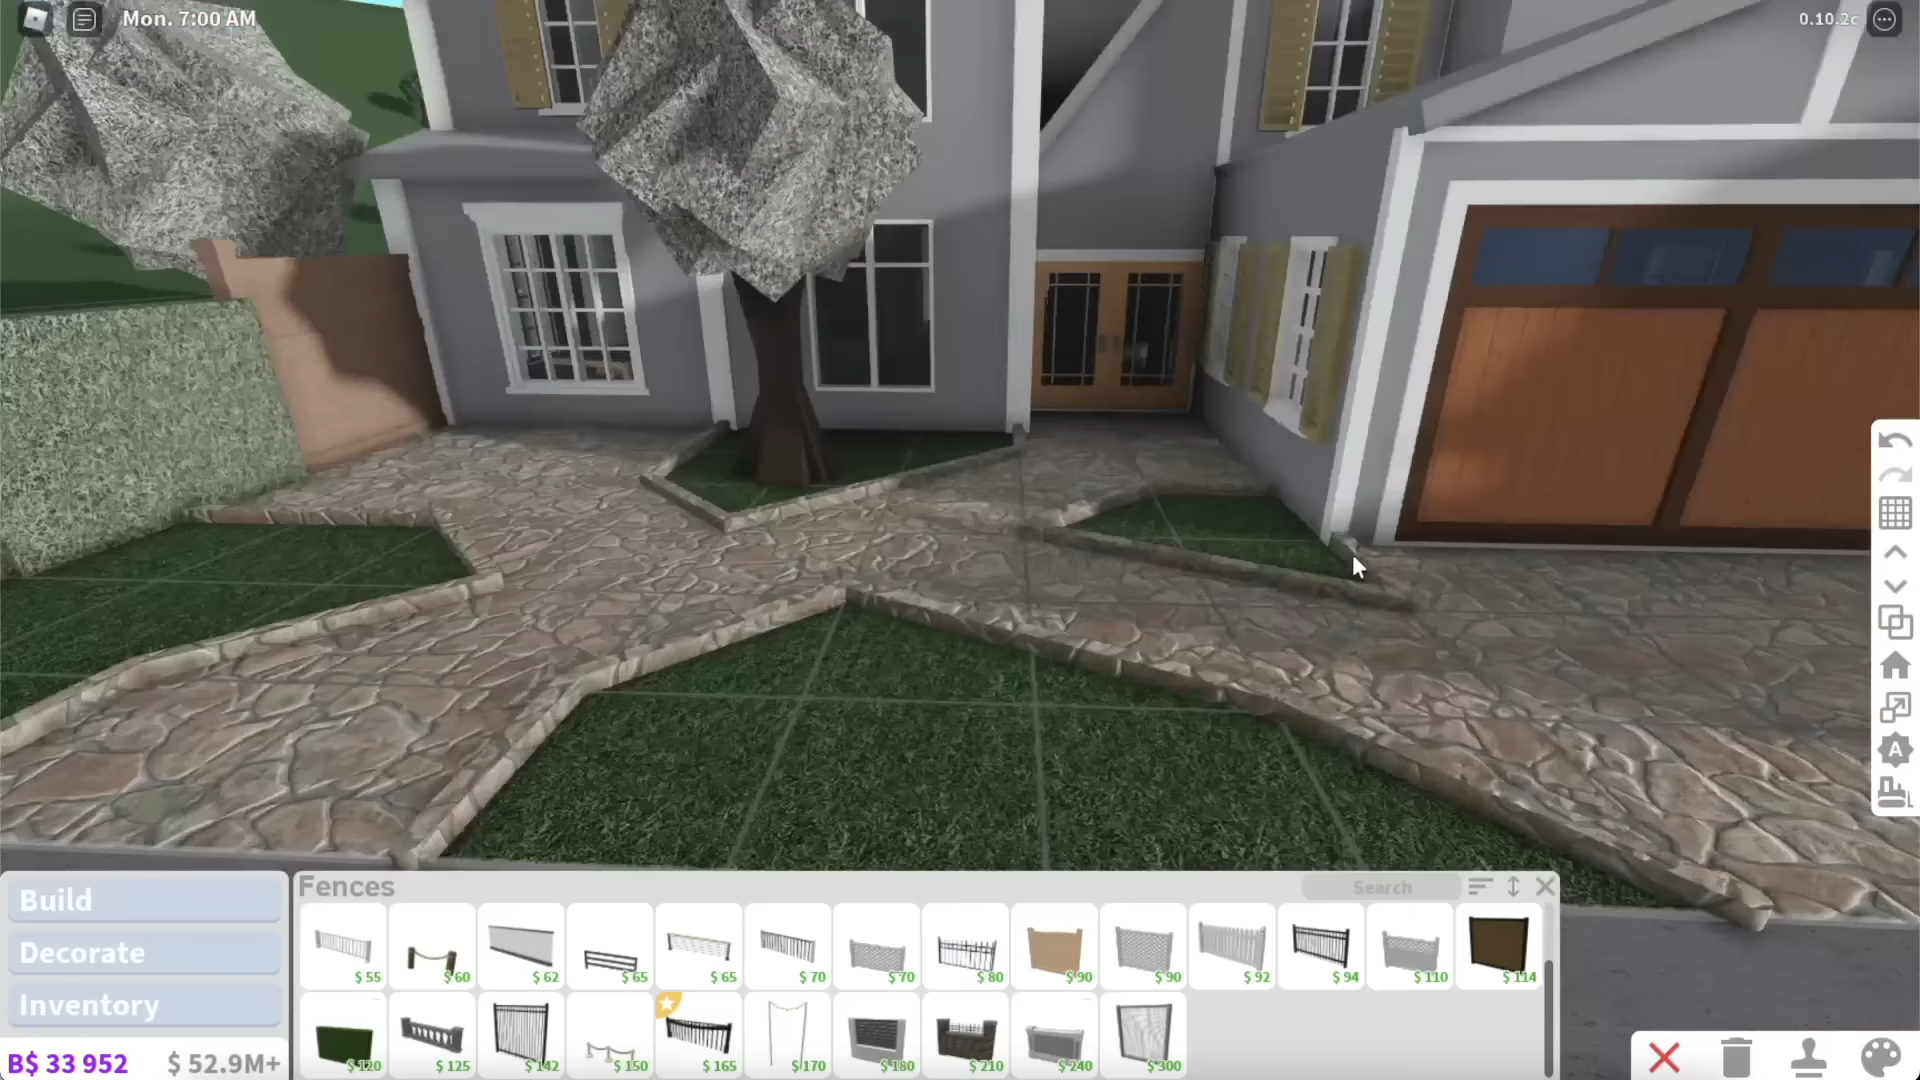 Mon. 7:00 AM
0.10.2c
A
Build
Decorate
Inventory
B$ 33 952
$ 52.9M+
Fences
Search
$ 55
$ 60
$ 62
$ 65
$ 65
$ 70
$ 70
$ 80
$ 90
$ 90
$ 92
$ 94
$ 110
$ 114
$ 120
$ 125
$ 142
$ 150
$ 165
$ 170
$ 180
$ 210
$ 240
$ 300